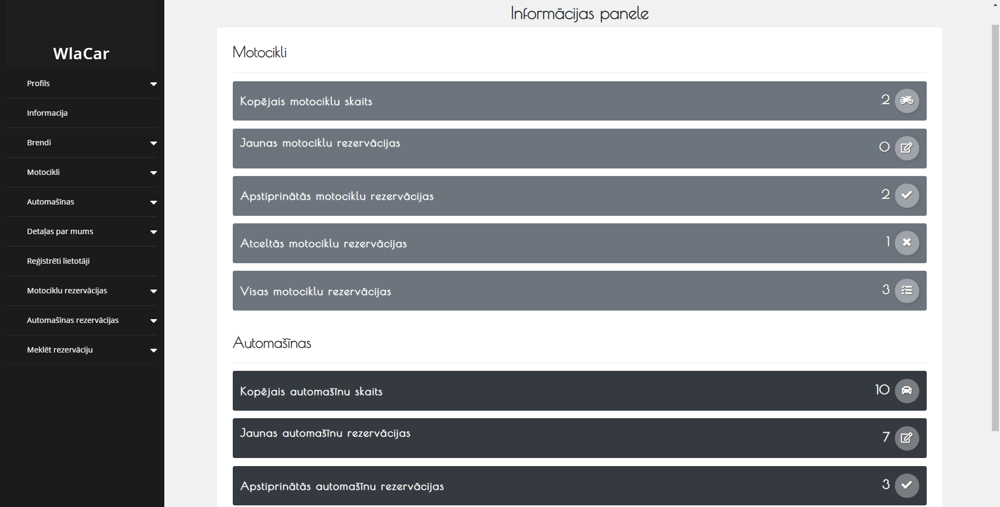 WlaCar
Profils
Informacija
Brendi
Motocikli
Automašīnas
Detaļas par mums
Reģistrēti lietotāji
Motociklu rezervācijas
Automašīnas rezervācijas
Meklēt rezervāciju
Informācijas panele
Motocikli
Kopējais motociklu skaits 2
Jaunas motociklu rezervācijas 0
Apstiprinātās motociklu rezervācijas 2
Atceltās motociklu rezervācijas 1
Visas motociklu rezervācijas 3
Automašīnas
Kopējais automašīnu skaits 10
Jaunas automašīnu rezervācijas 7
Apstiprinātās automašīnu rezervācijas 3